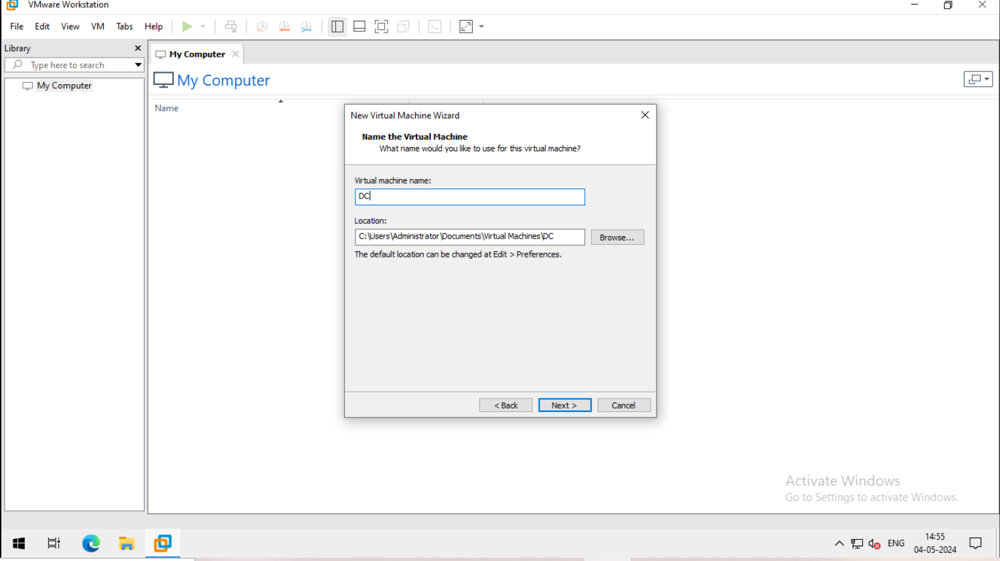 VMware Workstation
File Edit View VM Tabs Help
Library
My Computer
Type here to search
My Computer
My Computer
Name
New Virtual Machine Wizard
Name the Virtual Machine
What name would you like to use for this virtual machine?
Virtual machine name:
DC
Location:
C:\Users\Administrator\Documents\Virtual Machines\DC
Browse...
The default location can be changed at Edit > Preferences.
< Back Next > Cancel
Activate Windows
Go to Settings to activate Windows.
ENG
14:55
04-05-2024